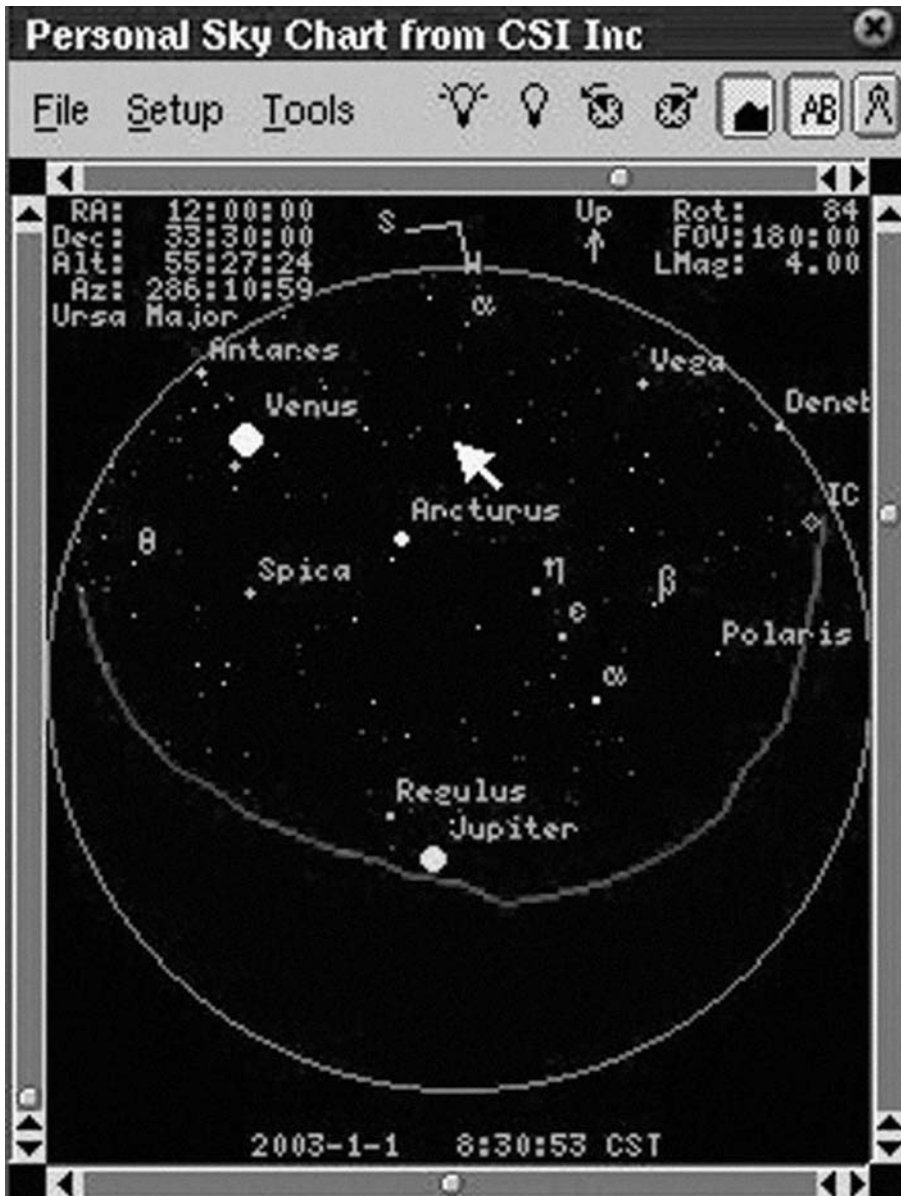 Personal Sky Chart from CSI Inc
File Setup Tools
AB
RA: 12:00:00
Dec: 33:30:00
Alt: 55:27:24
Az: 286:10:59
Ursa Major
S
W
Up
Rot: 84
FOV:180:00
LMag: 4.00
α
Antares
Vega
Venus
Deneb
IC
Arcturus
θ
Spica
η
β
ε
Polaris
α
Regulus
Jupiter
2003-1-1 8:30:53 CST